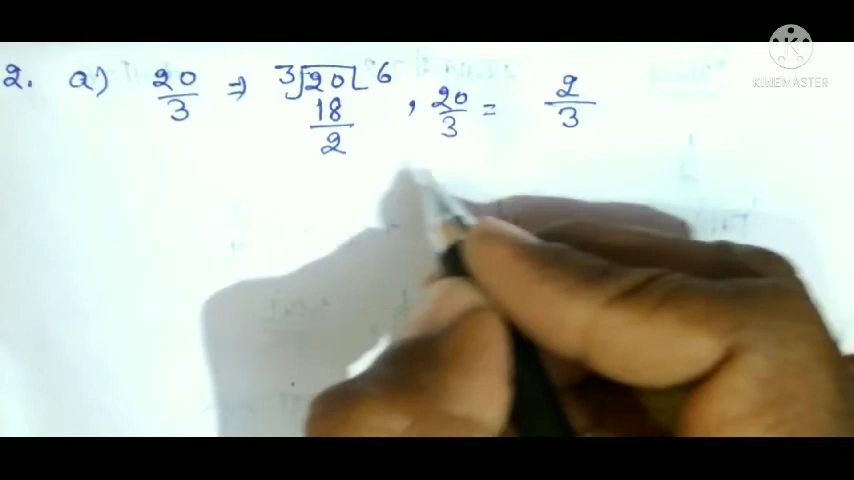 2. a) 20/3 ⇒ 3)20(6 , 20/3 = 2/3
18
2
KINEMASTER